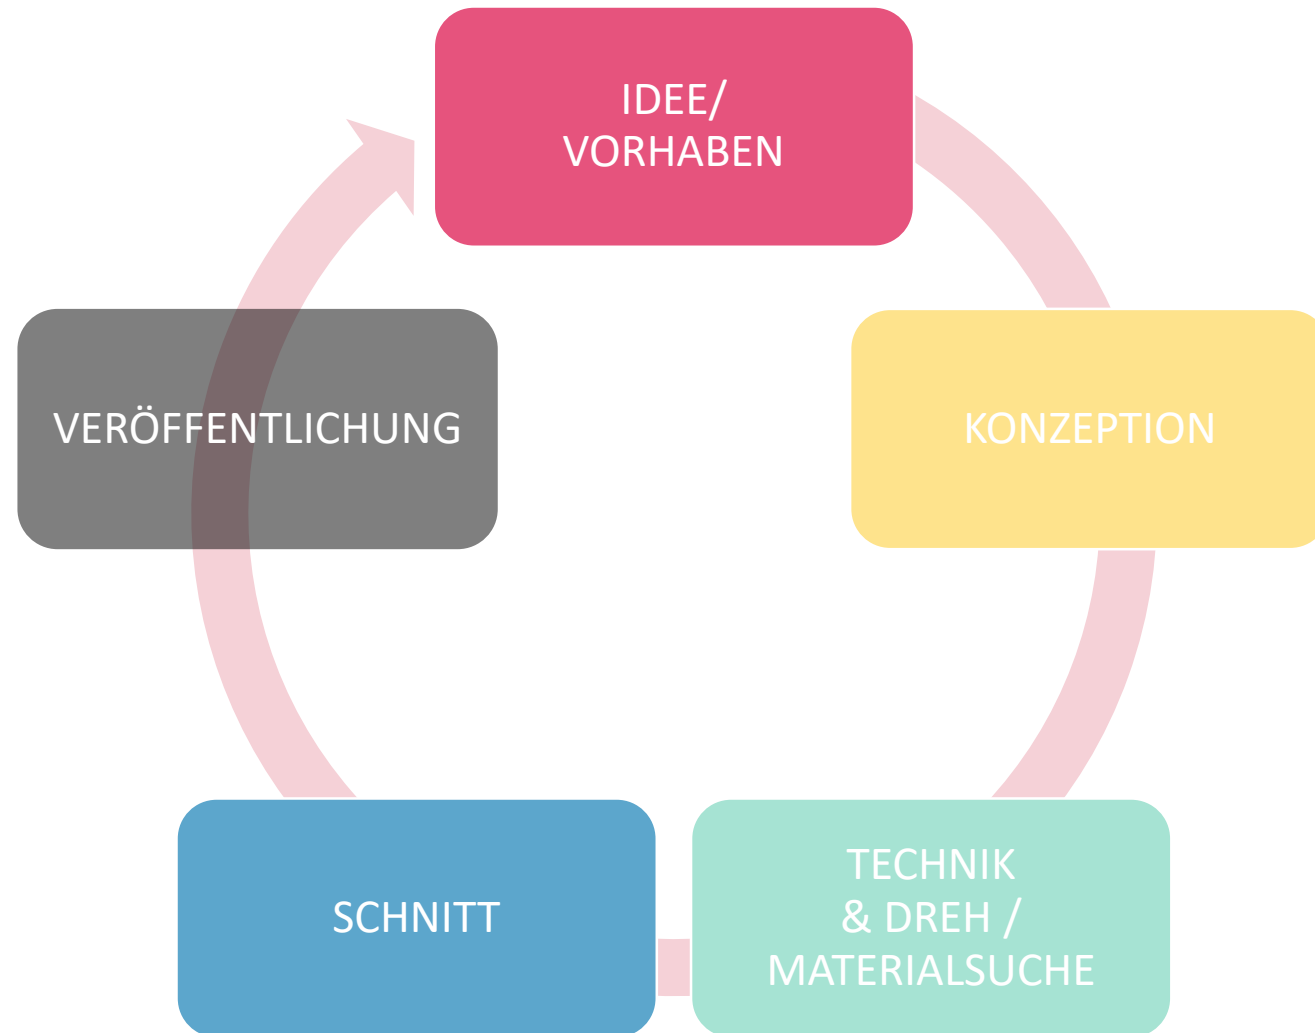 IDEE/
VORHABEN
KONZEPTION
TECHNIK
& DREH /
MATERIALSUCHE
SCHNITT
VERÖFFENTLICHUNG